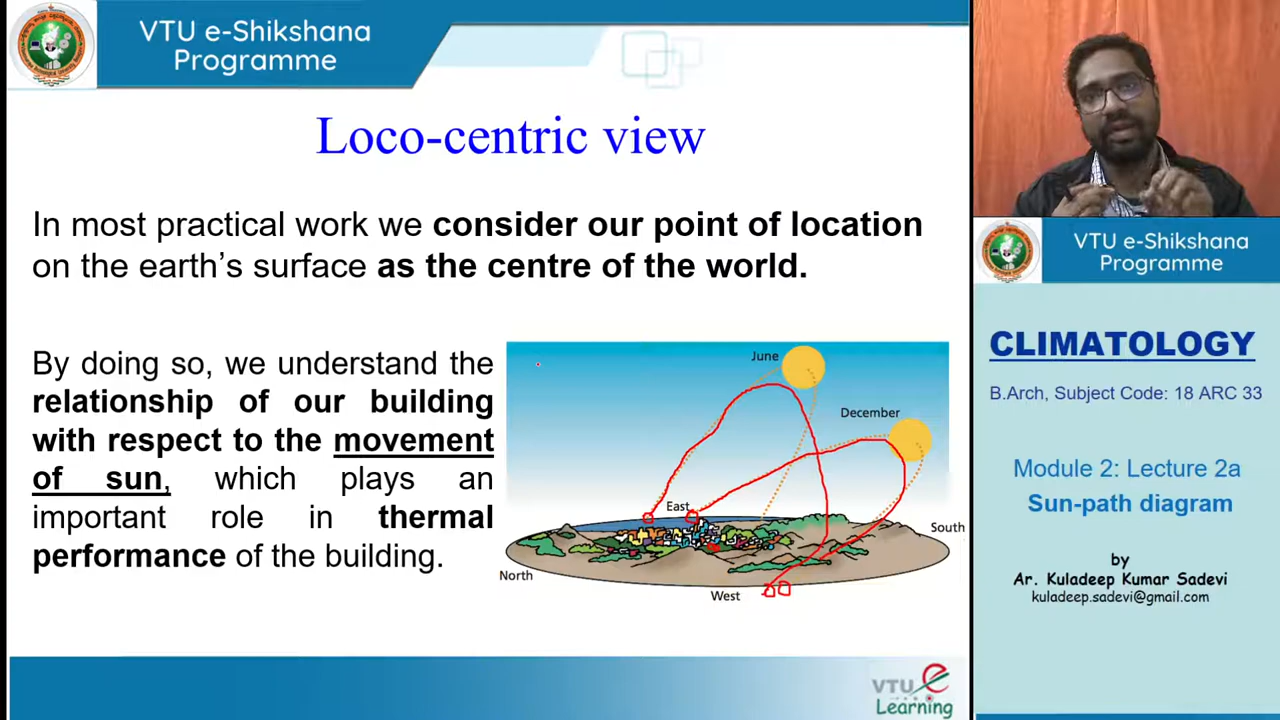 VTU e-Shikshana
Programme
Loco-centric view
In most practical work we consider our point of location
on the earth's surface as the centre of the world.
By doing so, we understand the
relationship of our building
with respect to the movement
of sun, which plays an
important role in thermal
performance of the building.
June
December
East
South
North
West
VTU e
Learning
VTU e-Shikshana
Programme
CLIMATOLOGY
B.Arch, Subject Code: 18 ARC 33
Module 2: Lecture 2a
Sun-path diagram
by
Ar. Kuladeep Kumar Sadevi
kuladeep.sadevi@gmail.com